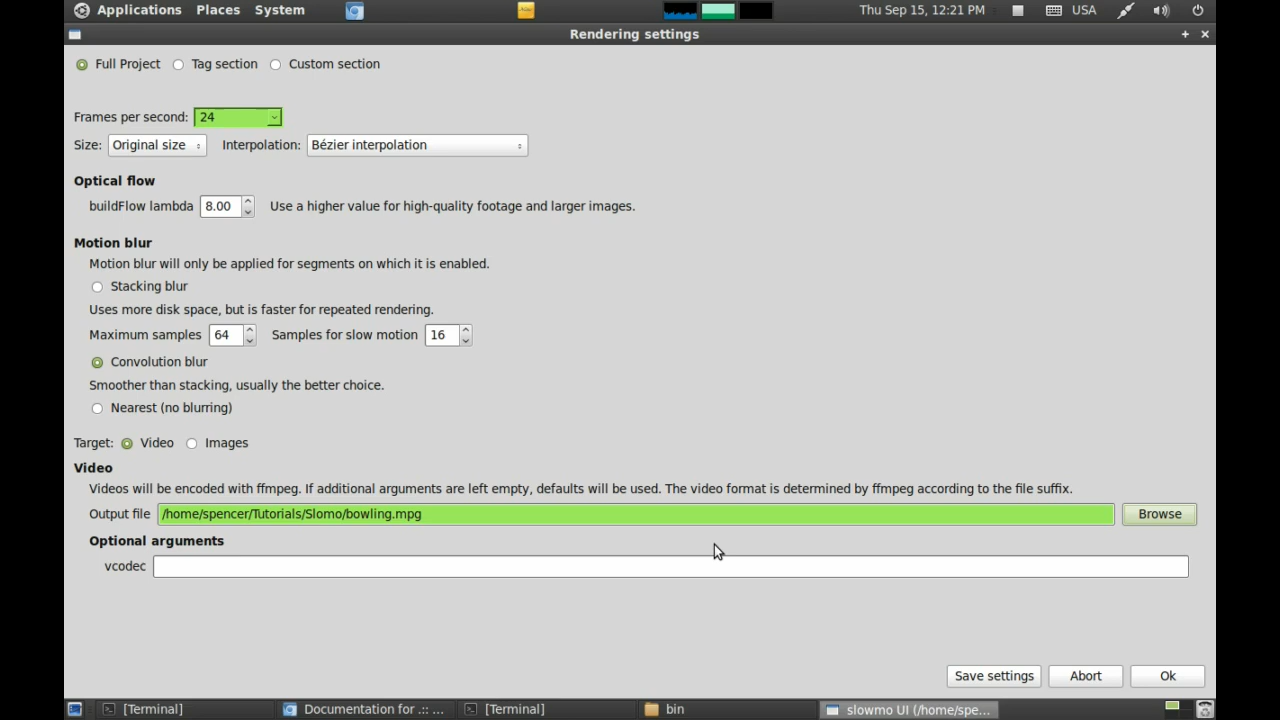 Applications Places System Thu Sep 15, 12:21 PM USA
Rendering settings
Full Project Tag section Custom section
Frames per second: 24
Size: Original size Interpolation: Bézier interpolation
Optical flow
buildFlow lambda 8.00 Use a higher value for high-quality footage and larger images.
Motion blur
Motion blur will only be applied for segments on which it is enabled.
Stacking blur
Uses more disk space, but is faster for repeated rendering.
Maximum samples 64 Samples for slow motion 16
Convolution blur
Smoother than stacking, usually the better choice.
Nearest (no blurring)
Target: Video Images
Video
Videos will be encoded with ffmpeg. If additional arguments are left empty, defaults will be used. The video format is determined by ffmpeg according to the file suffix.
Output file /home/spencer/Tutorials/Slomo/bowling.mpg Browse
Optional arguments
vcodec
Save settings Abort Ok
[Terminal] Documentation for .:: ... [Terminal] bin slowmo UI (/home/spe...